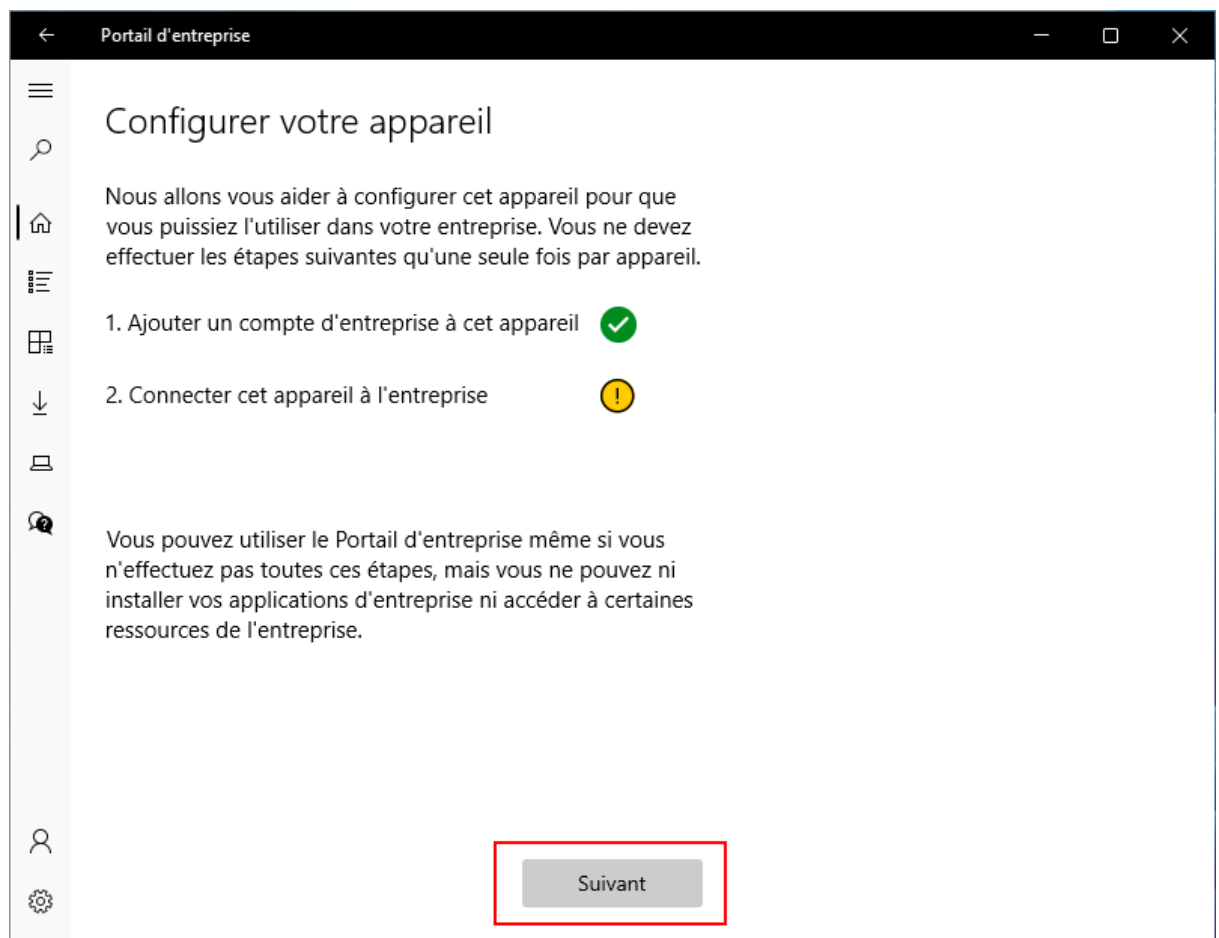 Portail d'entreprise
Configurer votre appareil
Nous allons vous aider à configurer cet appareil pour que
vous puissiez l'utiliser dans votre entreprise. Vous ne devez
effectuer les étapes suivantes qu'une seule fois par appareil.
1. Ajouter un compte d'entreprise à cet appareil
2. Connecter cet appareil à l'entreprise
Vous pouvez utiliser le Portail d'entreprise même si vous
n'effectuez pas toutes ces étapes, mais vous ne pouvez ni
installer vos applications d'entreprise ni accéder à certaines
ressources de l'entreprise.
Suivant